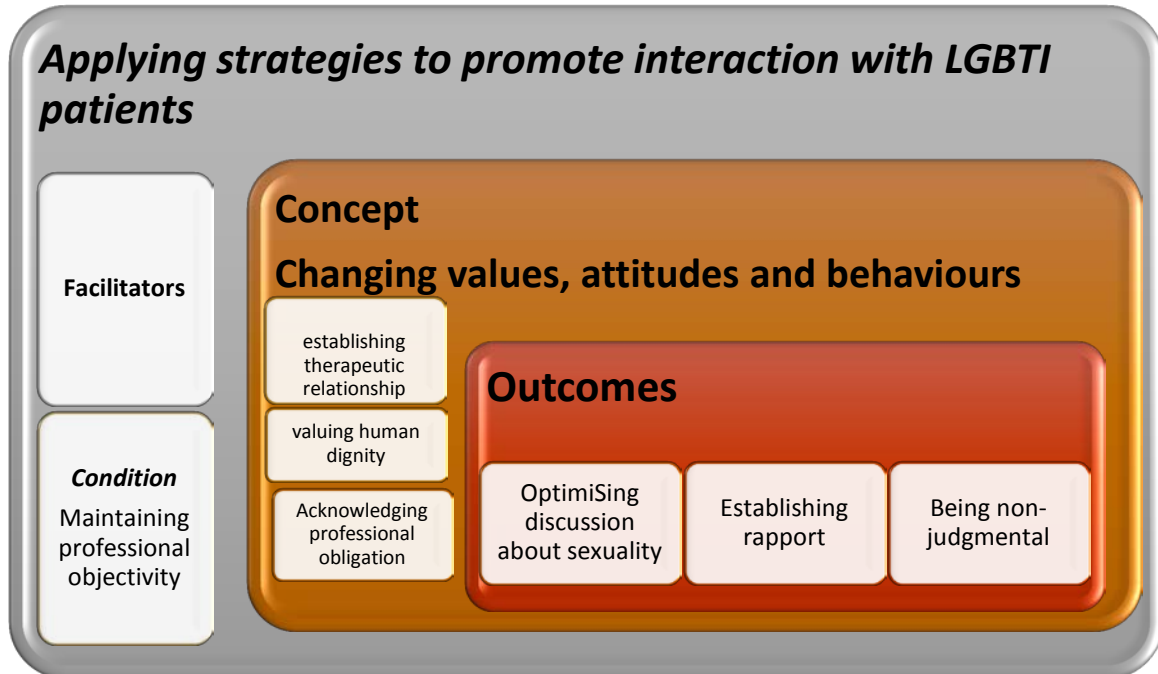 Applying strategies to promote interaction with LGBTI
patients
Facilitators
Condition
Maintaining
professional
objectivity
Concept
Changing values, attitudes and behaviours
establishing
therapeutic
relationship
valuing human
dignity
Acknowledging
professional
obligation
Outcomes
OptimiSing
discussion
about sexuality
Establishing
rapport
Being non-
judgmental